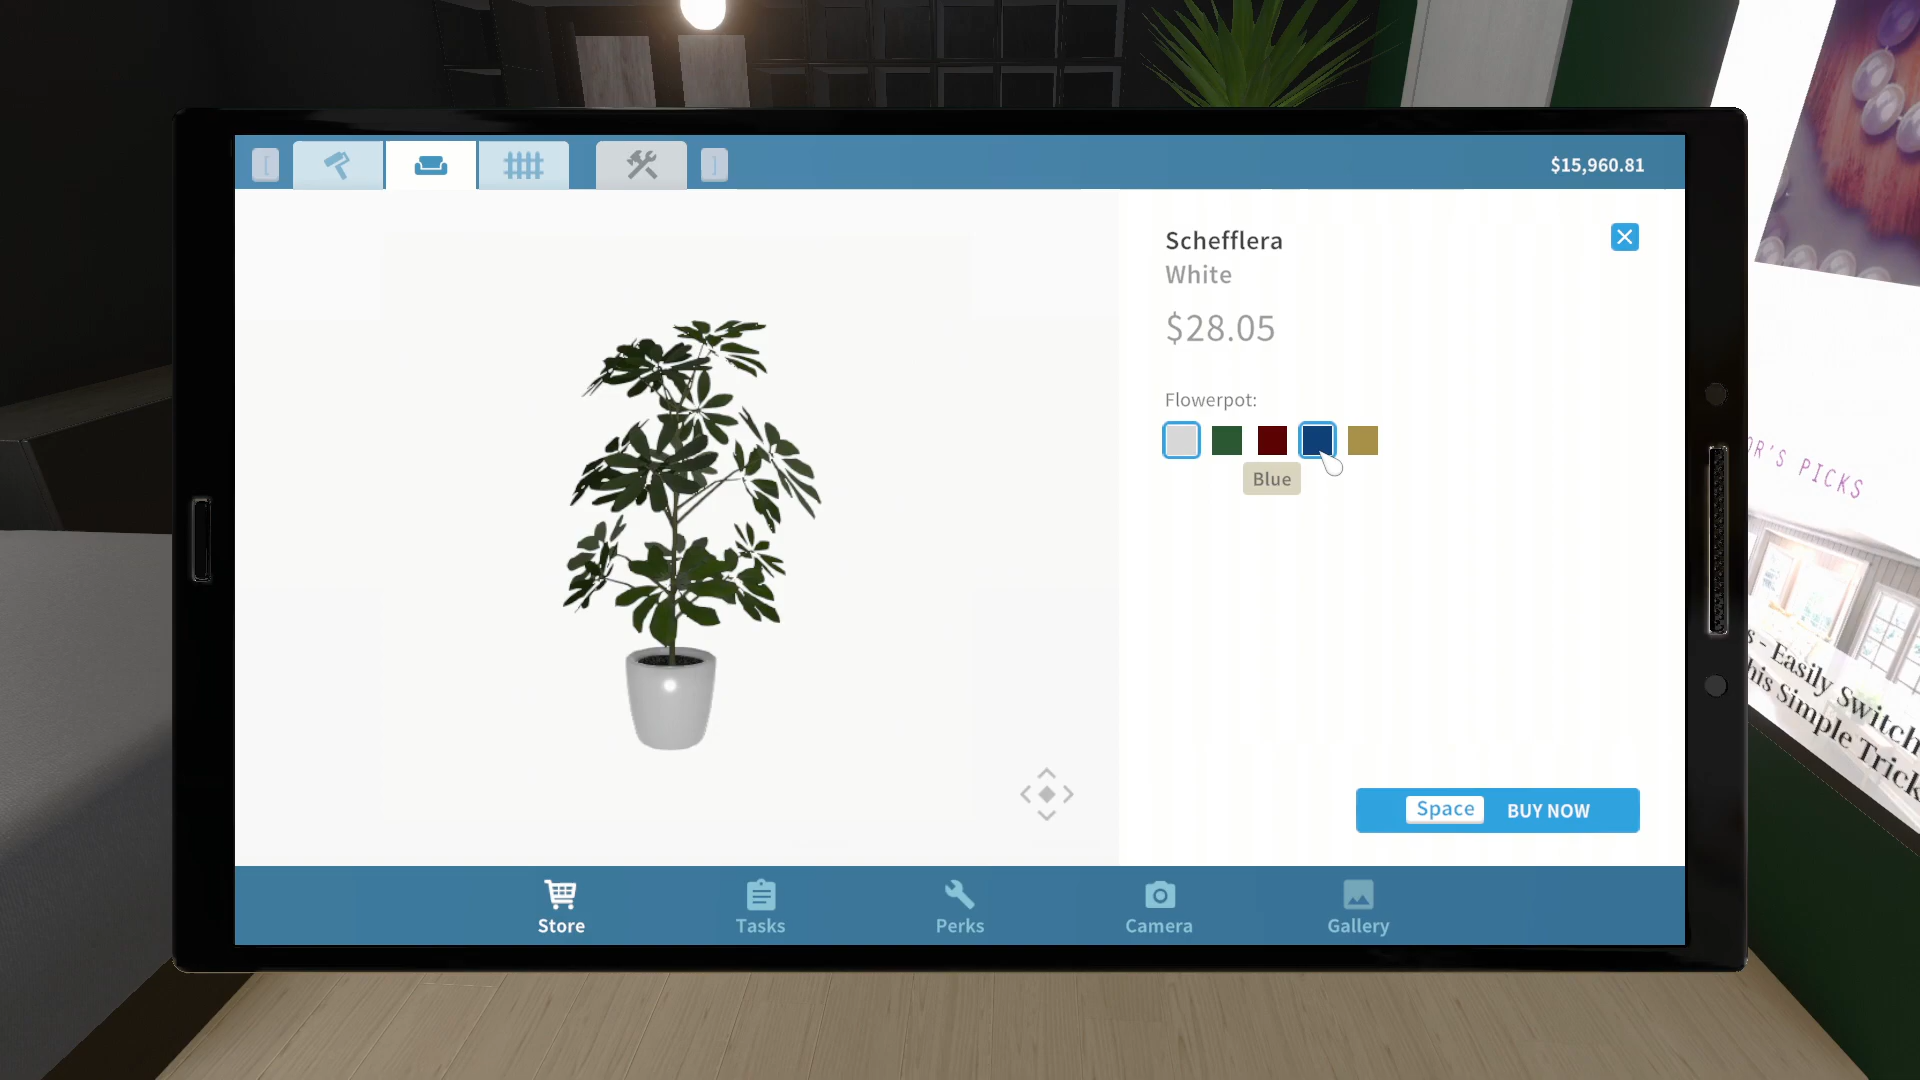 [
]
$15,960.81
Schefflera
White
$28.05
Flowerpot:
Blue
Space BUY NOW
Store
Tasks
Perks
Camera
Gallery
OR'S PICKS
s - Easily Switch
his Simple Trick